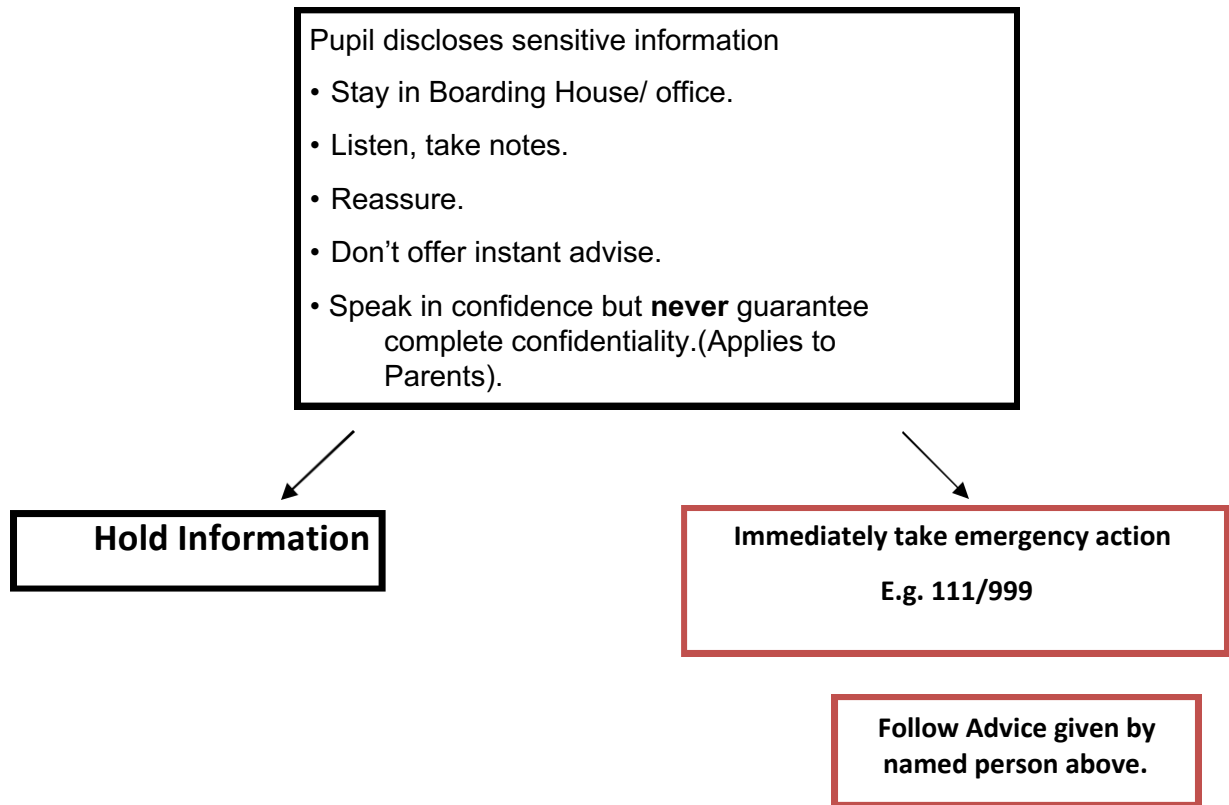 Pupil discloses sensitive information
• Stay in Boarding House/ office.
• Listen, take notes.
• Reassure.
• Don’t offer instant advise.
• Speak in confidence but never guarantee
complete confidentiality.(Applies to
Parents).
Hold Information
Immediately take emergency action
E.g. 111/999
Follow Advice given by
named person above.